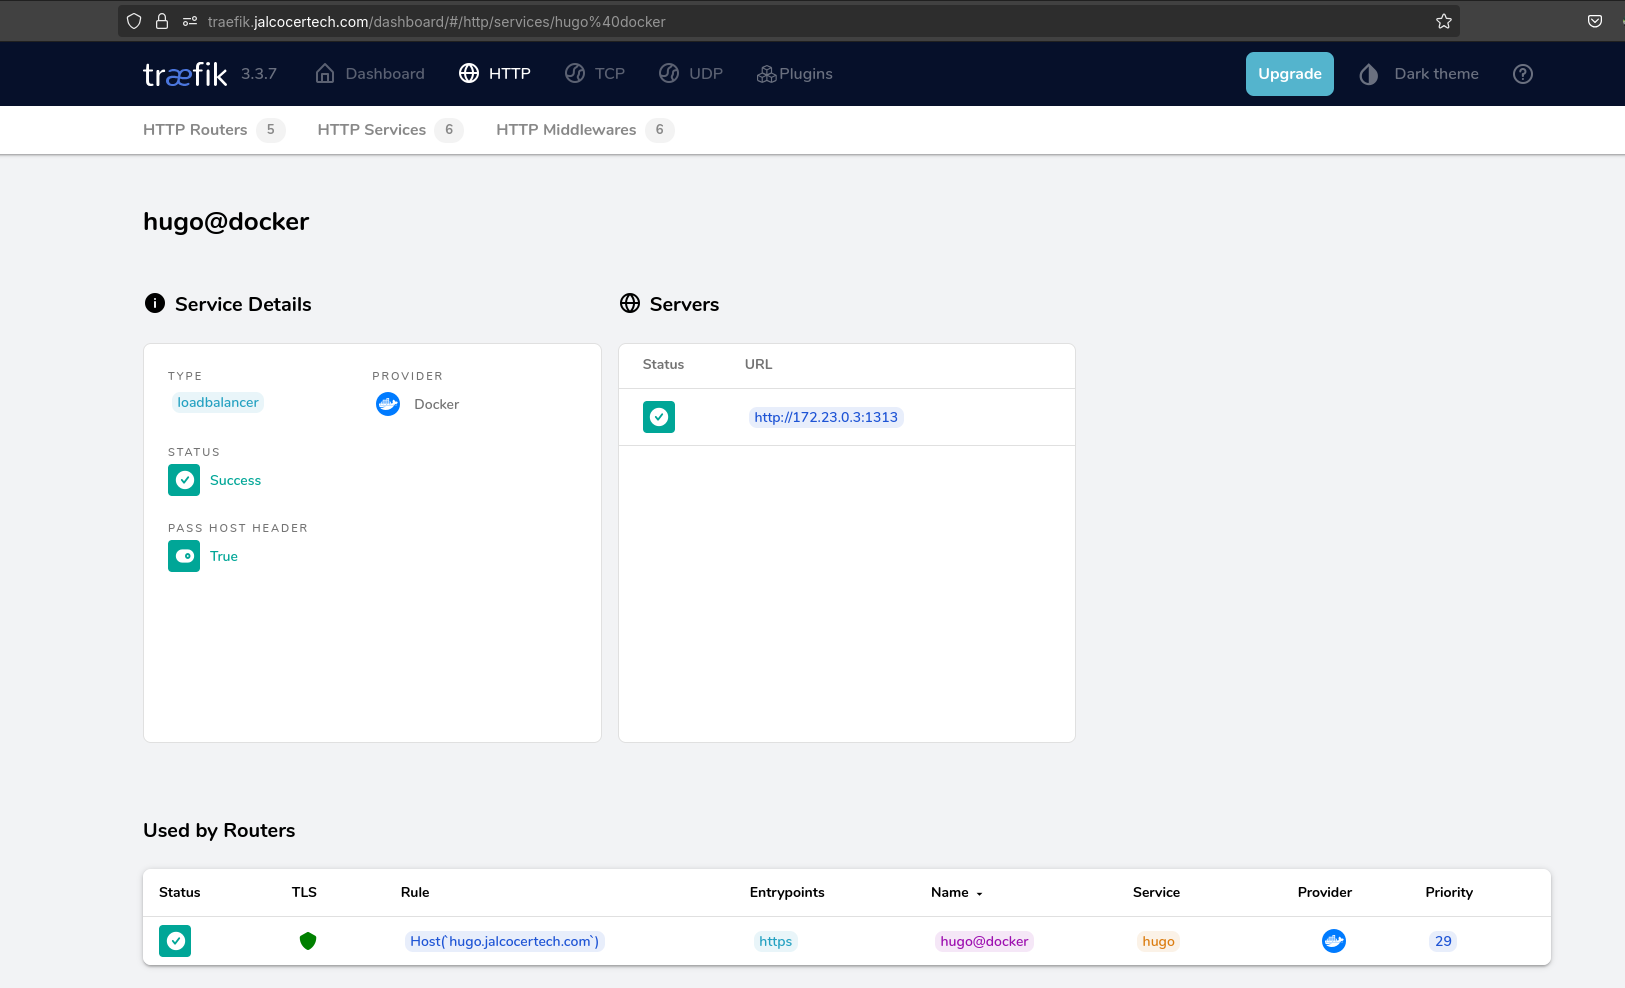 traefik.jalcocertech.com/dashboard/#/http/services/hugo%40docker
træfik 3.3.7 Dashboard HTTP TCP UDP Plugins Upgrade Dark theme
HTTP Routers 5 HTTP Services 6 HTTP Middlewares 6
hugo@docker
Service Details
TYPE PROVIDER
loadbalancer Docker
STATUS
Success
PASS HOST HEADER
True
Servers
Status URL
http://172.23.0.3:1313
Used by Routers
Status TLS Rule Entrypoints Name Service Provider Priority
Host(`hugo.jalcocertech.com`) https hugo@docker hugo 29